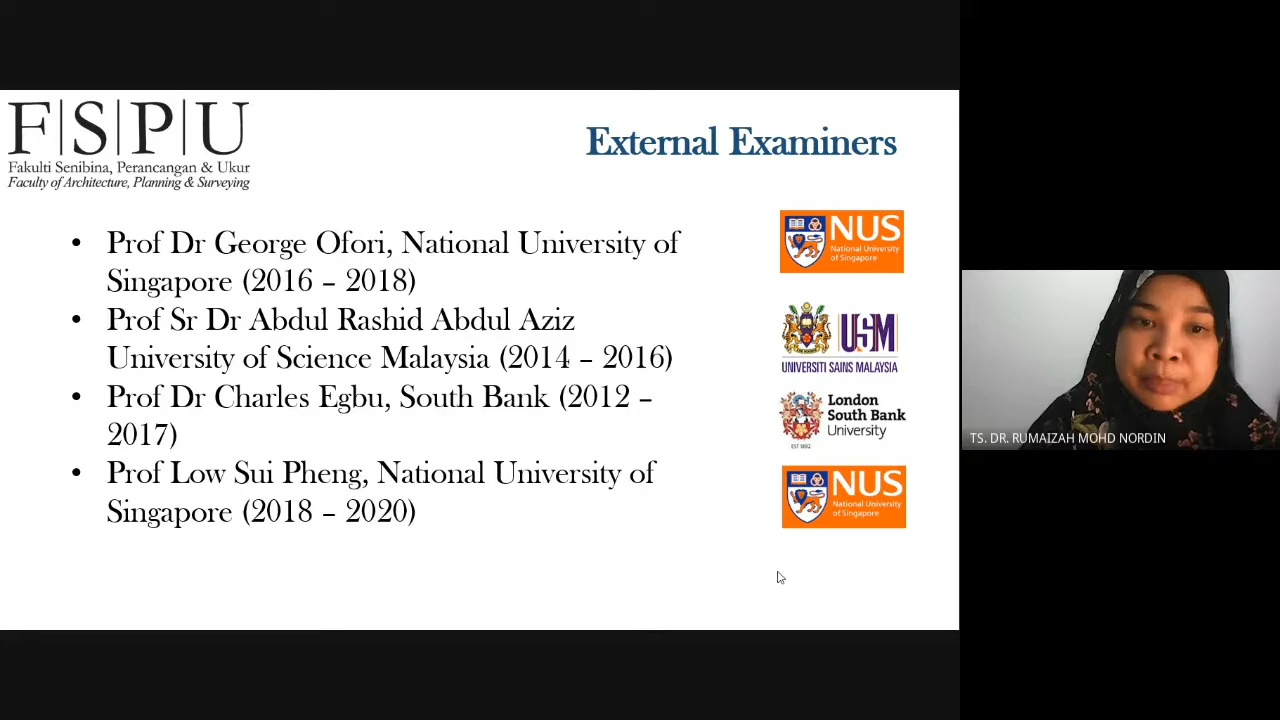 F|S|P|U
Fakulti Senibina, Perancangan & Ukur
Faculty of Architecture, Planning & Surveying
External Examiners
• Prof Dr George Ofori, National University of
Singapore (2016 – 2018)
• Prof Sr Dr Abdul Rashid Abdul Aziz
University of Science Malaysia (2014 – 2016)
• Prof Dr Charles Egbu, South Bank (2012 –
2017)
• Prof Low Sui Pheng, National University of
Singapore (2018 – 2020)
NUS
National University
of Singapore
USM
UNIVERSITI SAINS MALAYSIA
London
South Bank
University
EST 1892
NUS
National University
of Singapore
TS. DR. RUMAIZAH MOHD NORDIN